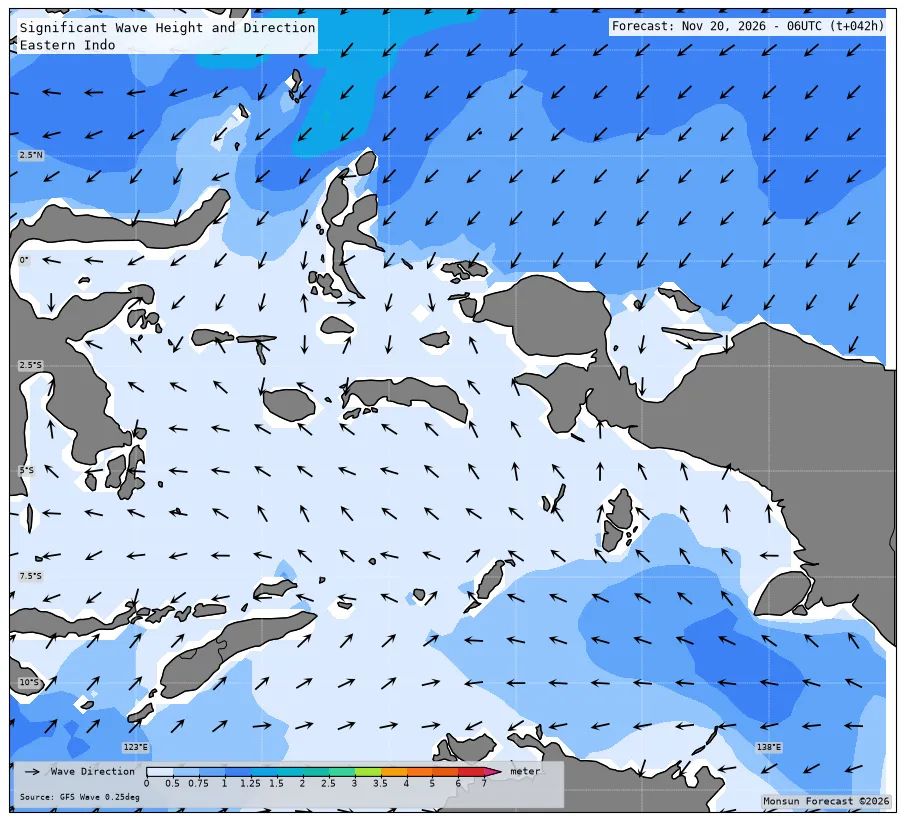 Significant Wave Height and Direction
Eastern Indo
Forecast: Nov 20, 2026 - 06UTC (t+042h)
2.5°N
0°
2.5°S
5°S
7.5°S
10°S
123°E
138°E
Wave Direction
meter
0 0.5 0.75 1 1.25 1.5 2 2.5 3 3.5 4 5 6 7
Source: GFS Wave 0.25deg
Monsun Forecast ©2026